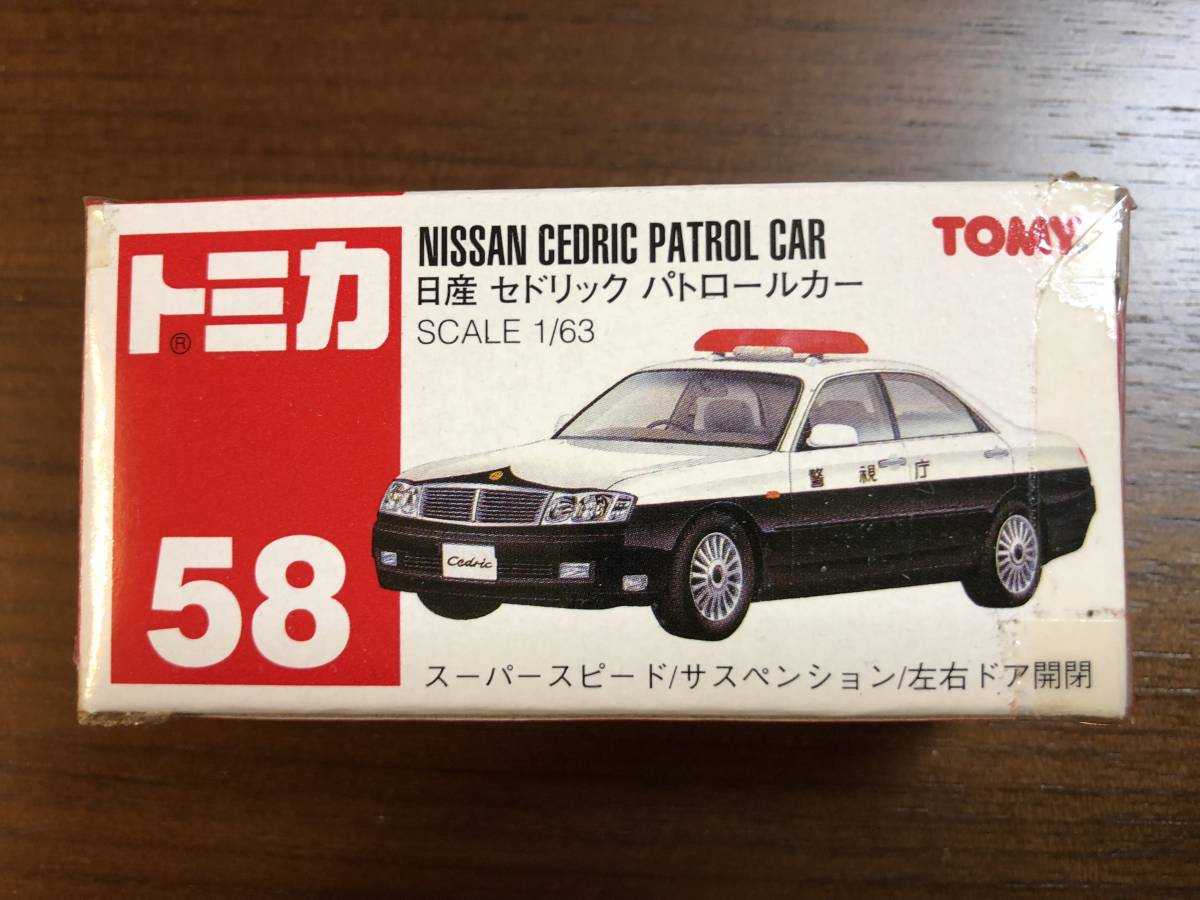 トミカ
®
58
NISSAN CEDRIC PATROL CAR
日産 セドリック パトロールカー
SCALE 1/63
TOMY
警視庁
Cedric
スーパースピード/サスペンション/左右ドア開閉